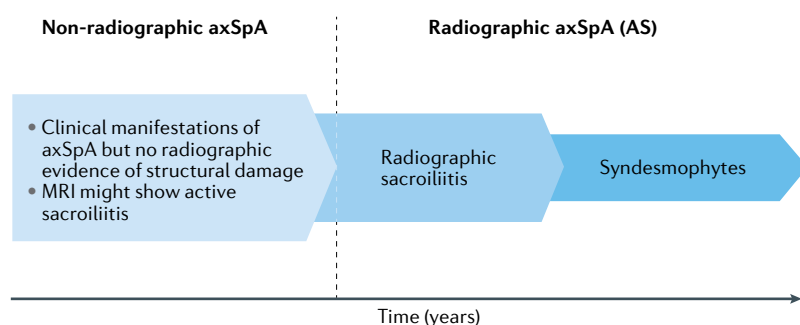 Non-radiographic axSpA
Radiographic axSpA (AS)
• Clinical manifestations of
axSpA but no radiographic
evidence of structural damage
• MRI might show active
sacroiliitis
Radiographic
sacroiliitis
Syndesmophytes
Time (years)